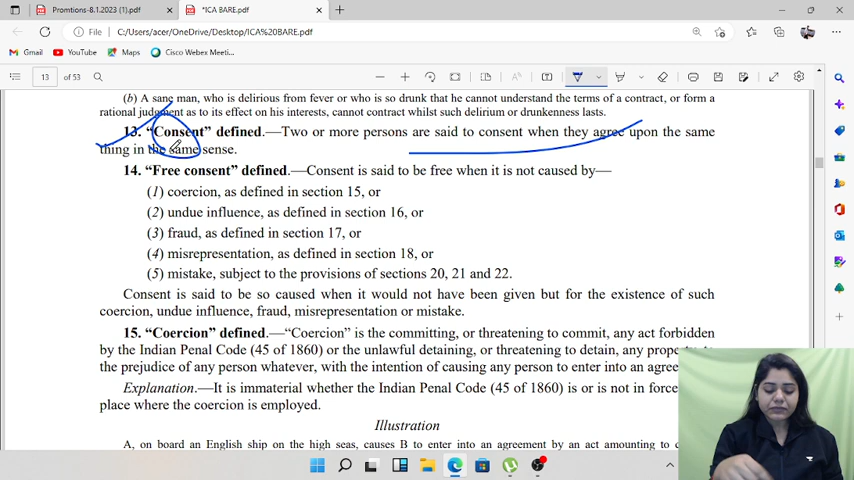 Promtions-8.1.2023 (1).pdf
*ICA BARE.pdf
File
C:/Users/acer/OneDrive/Desktop/ICA%20BARE.pdf
Gmail
YouTube
Maps
Cisco Webex Meeti...
13 of 53
(b) A sane man, who is delirious from fever or who is so drunk that he cannot understand the terms of a contract, or form a
rational judgment as to its effect on his interests, cannot contract whilst such delirium or drunkenness lasts.
13. “Consent” defined.—Two or more persons are said to consent when they agree upon the same
thing in the same sense.
14. “Free consent” defined.—Consent is said to be free when it is not caused by—
(1) coercion, as defined in section 15, or
(2) undue influence, as defined in section 16, or
(3) fraud, as defined in section 17, or
(4) misrepresentation, as defined in section 18, or
(5) mistake, subject to the provisions of sections 20, 21 and 22.
Consent is said to be so caused when it would not have been given but for the existence of such
coercion, undue influence, fraud, misrepresentation or mistake.
15. “Coercion” defined.—“Coercion” is the committing, or threatening to commit, any act forbidden
by the Indian Penal Code (45 of 1860) or the unlawful detaining, or threatening to detain, any property, to
the prejudice of any person whatever, with the intention of causing any person to enter into an agre
Explanation.—It is immaterial whether the Indian Penal Code (45 of 1860) is or is not in force
place where the coercion is employed.
Illustration
A, on board an English ship on the high seas, causes B to enter into an agreement by an act amounting to